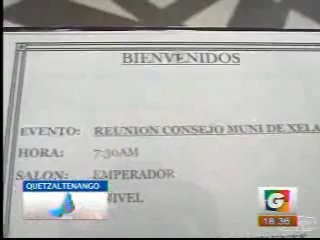 BIENVENIDOS
EVENTO: REUNION CONSEJO MUNI DE XELA
HORA: 7:30AM
SALON: EMPERADOR
NIVEL
QUETZALTENANGO
G
18:36